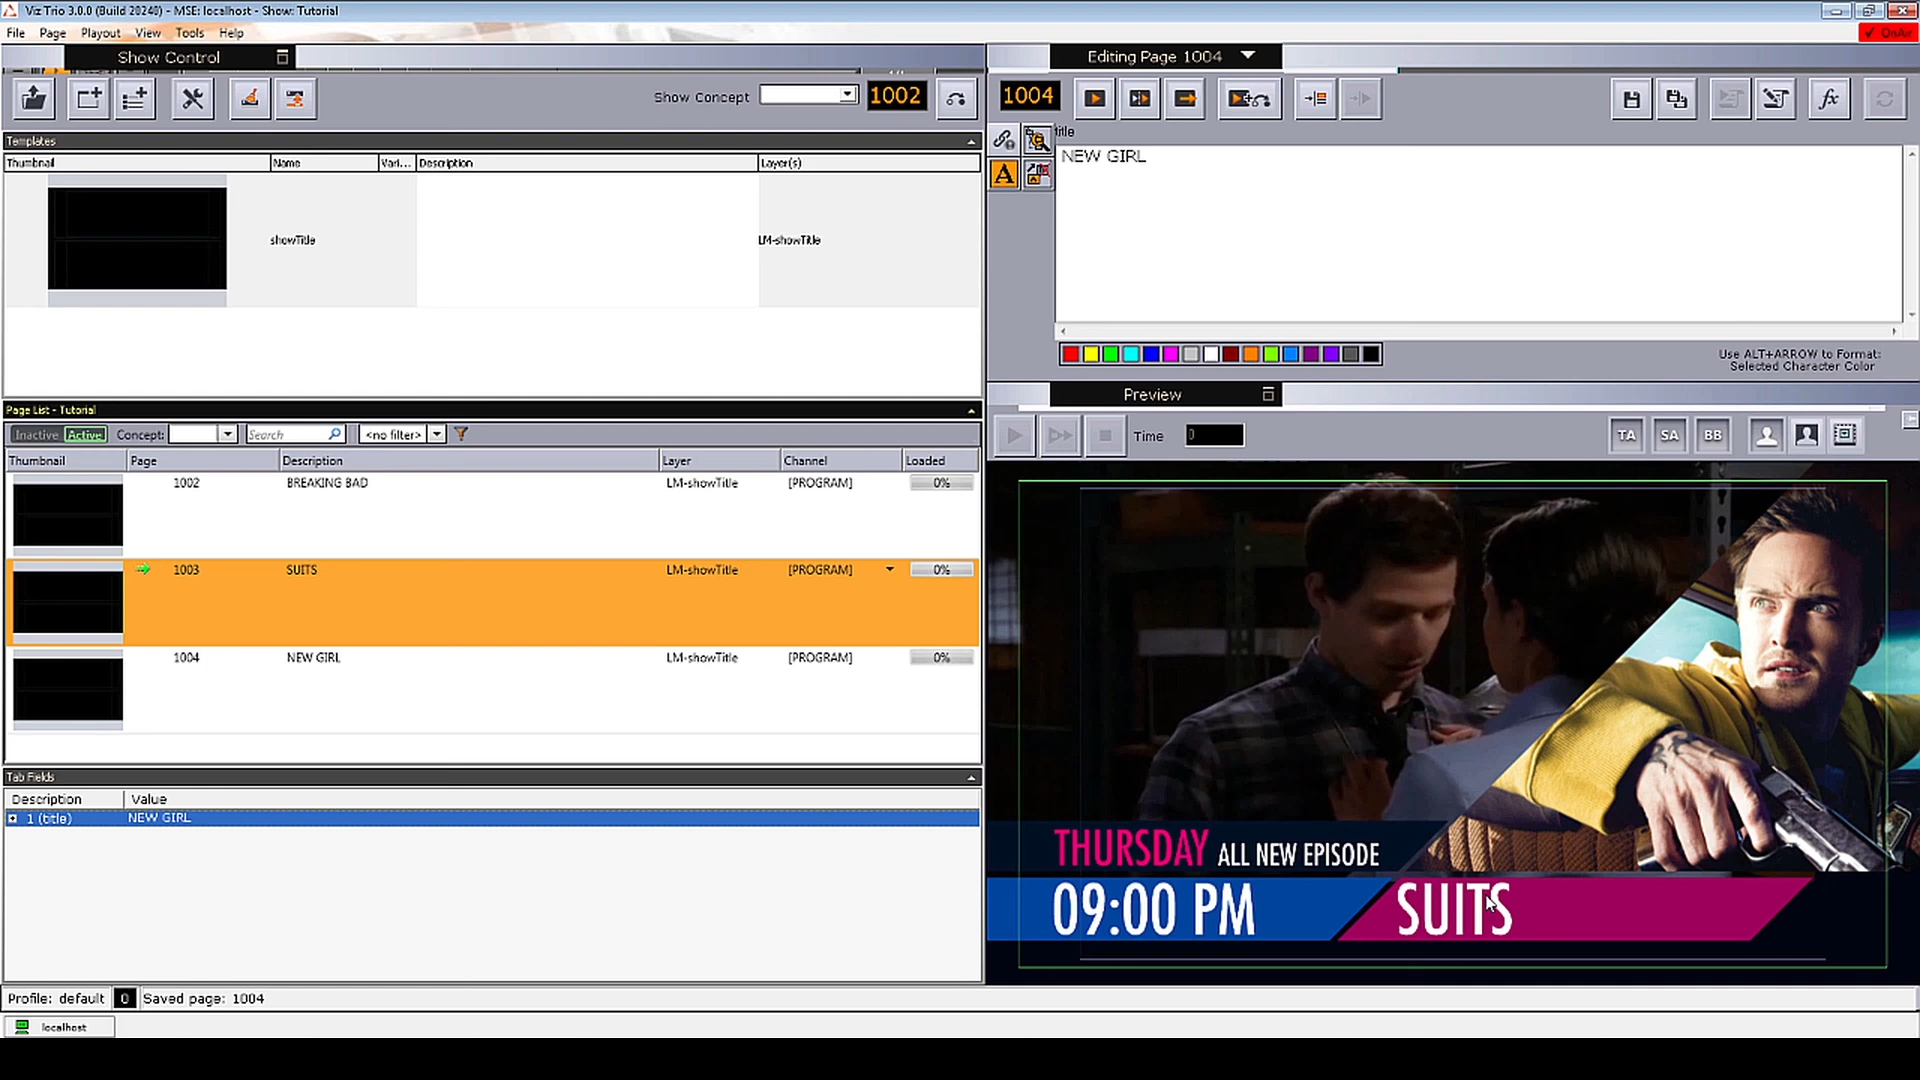 Viz Trio 3.0.0 (Build 20240) - MSE: localhost - Show: Tutorial
File Page Playout View Tools Help
OnAir
Show Control
Editing Page 1004
Show Concept
1002
1004
Templates
Thumbnail Name Vari... Description Layer(s)
showTitle LM-showTitle
title
NEW GIRL
A
fx
Use ALT+ARROW to Format:
Selected Character Color
Page List - Tutorial
Inactive Active Concept: Search <no filter>
Thumbnail Page Description Layer Channel Loaded
1002 BREAKING BAD LM-showTitle [PROGRAM] 0%
1003 SUITS LM-showTitle [PROGRAM] 0%
1004 NEW GIRL LM-showTitle [PROGRAM] 0%
Tab Fields
Description Value
1 (title) NEW GIRL
Preview
Time 0
TA SA BB
THURSDAY ALL NEW EPISODE
09:00 PM SUITS
Profile: default 0 Saved page: 1004
localhost